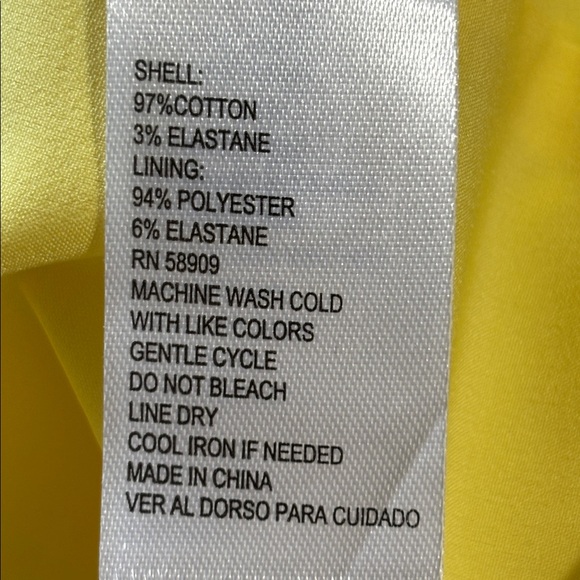 SHELL:
97%COTTON
3% ELASTANE
LINING:
94% POLYESTER
6% ELASTANE
RN 58909
MACHINE WASH COLD
WITH LIKE COLORS
GENTLE CYCLE
DO NOT BLEACH
LINE DRY
COOL IRON IF NEEDED
MADE IN CHINA
VER AL DORSO PARA CUIDADO